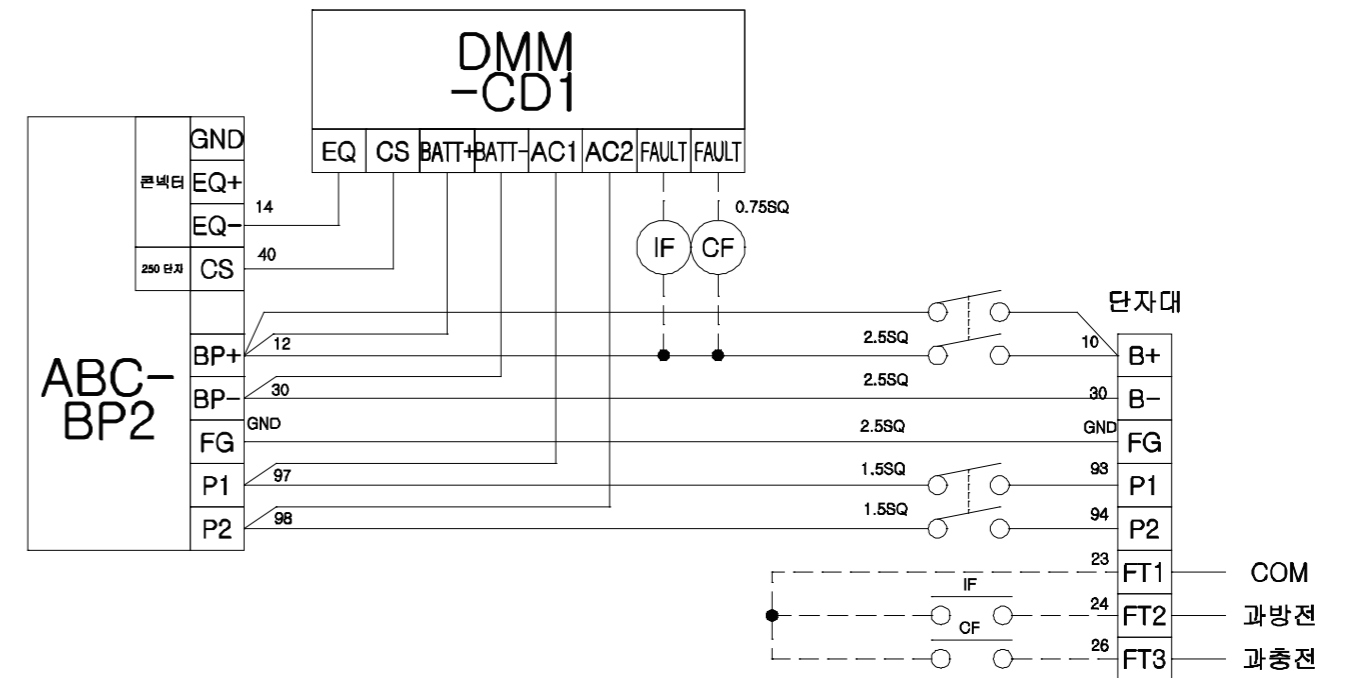 DMM
-CD1
EQ CS BATT+ BATT- AC1 AC2 FAULT FAULT
0.75SQ
IF CF
GND
콘넥터 EQ+
14
EQ-
250 단자 CS 40
ABC-
BP2
BP+ 12
BP- 30
FG GND
P1 97
P2 98
단자대
2.5SQ 10 B+
2.5SQ 30 B-
2.5SQ GND FG
1.5SQ 93 P1
1.5SQ 94 P2
23 FT1 COM
IF 24 FT2 과방전
CF 26 FT3 과충전